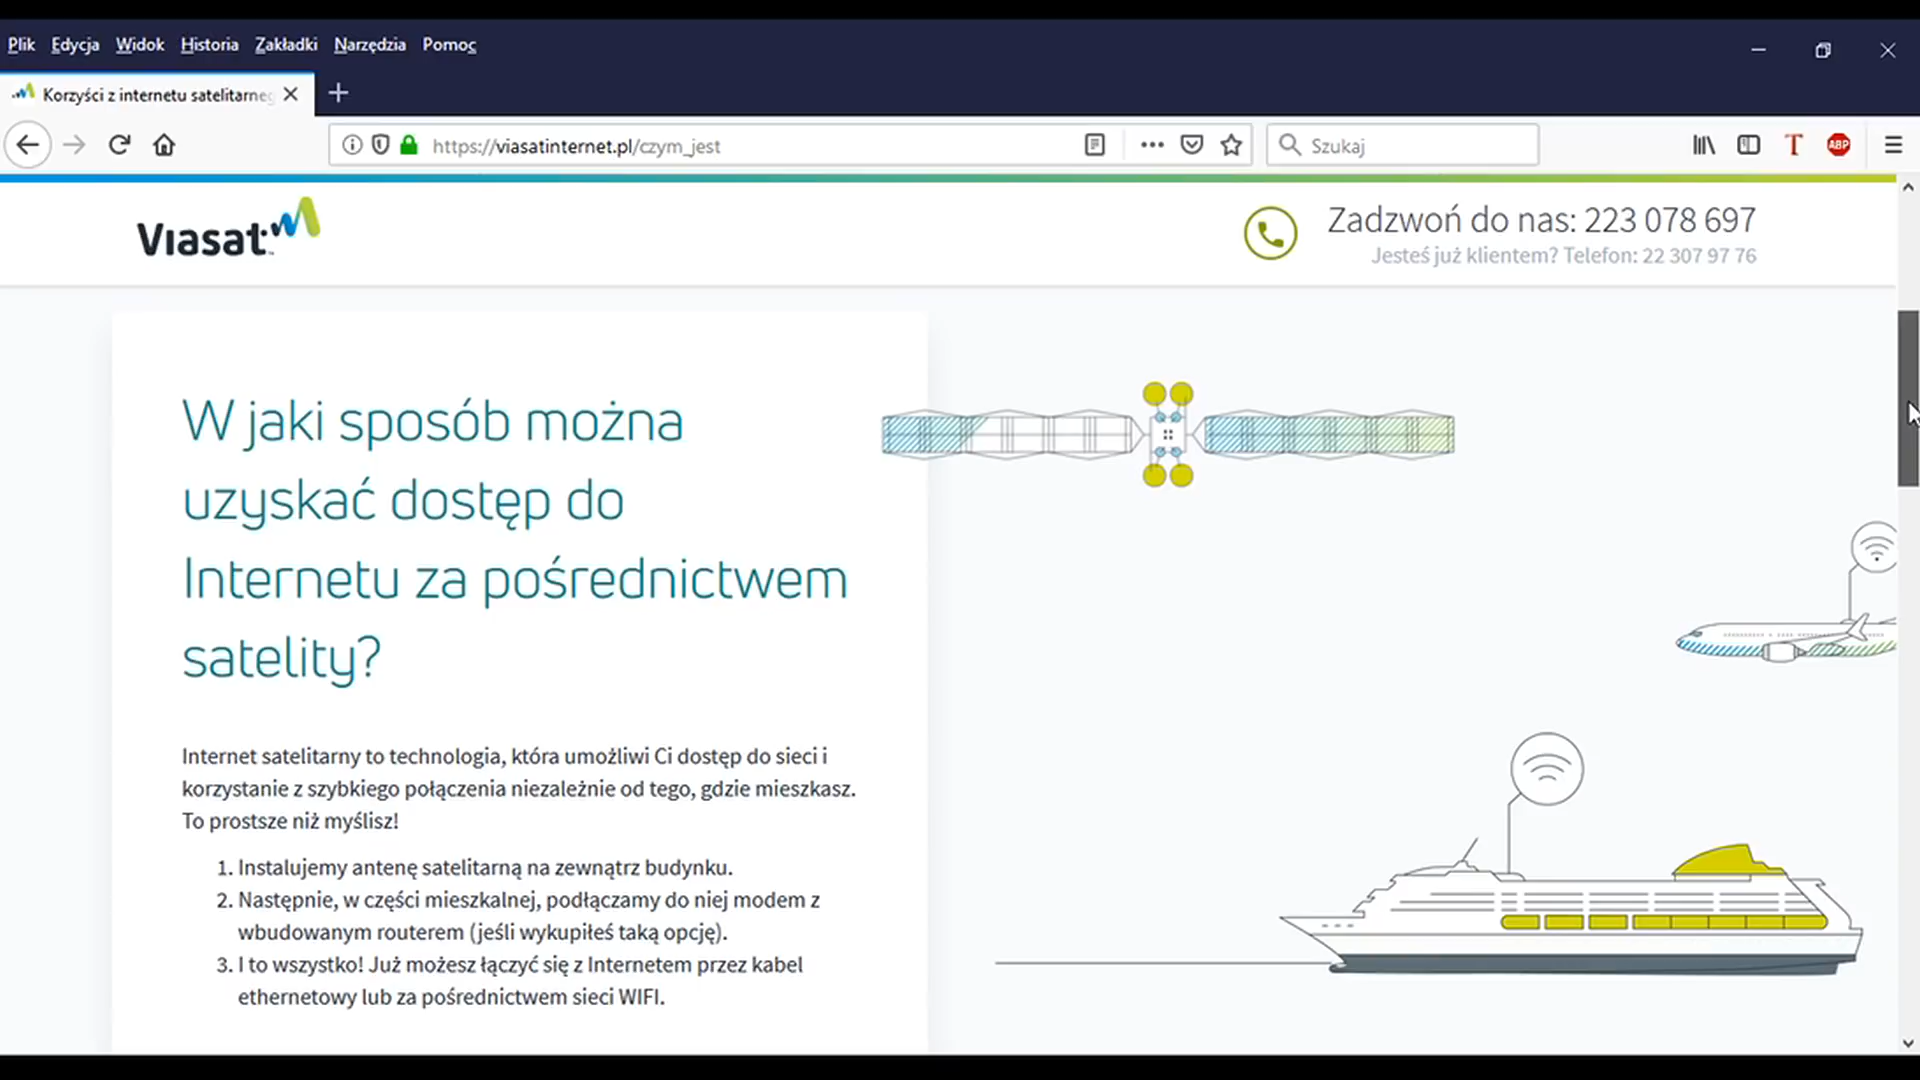 Plik Edycja Widok Historia Zakładki Narzędzia Pomoc
Korzyści z internetu satelitarneg
https://viasatinternet.pl/czym_jest
Szukaj
ABP
Viasat
Zadzwoń do nas: 223 078 697
Jesteś już klientem? Telefon: 22 307 97 76
W jaki sposób można
uzyskać dostęp do
Internetu za pośrednictwem
satelity?
Internet satelitarny to technologia, która umożliwi Ci dostęp do sieci i
korzystanie z szybkiego połączenia niezależnie od tego, gdzie mieszkasz.
To prostsze niż myślisz!
1. Instalujemy antenę satelitarną na zewnątrz budynku.
2. Następnie, w części mieszkalnej, podłączamy do niej modem z
wbudowanym routerem (jeśli wykupiłeś taką opcję).
3. I to wszystko! Już możesz łączyć się z Internetem przez kabel
ethernetowy lub za pośrednictwem sieci WIFI.